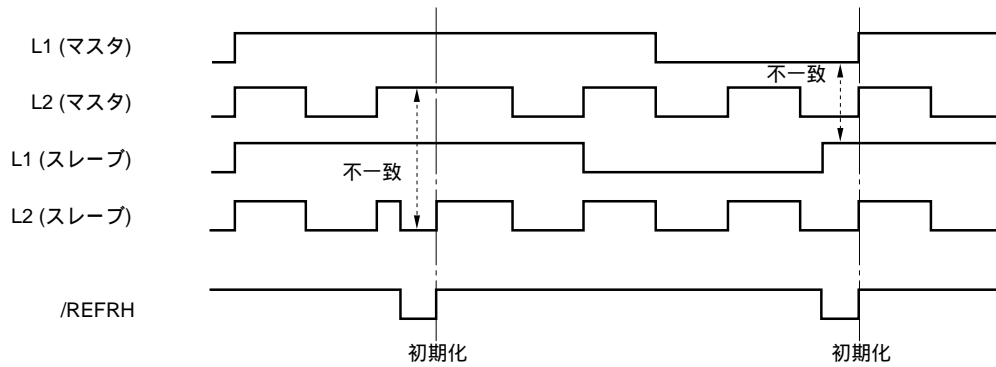 L1 (マスタ)
不一致
L2 (マスタ)
L1 (スレーブ)
不一致
L2 (スレーブ)
/REFRH
初期化
初期化